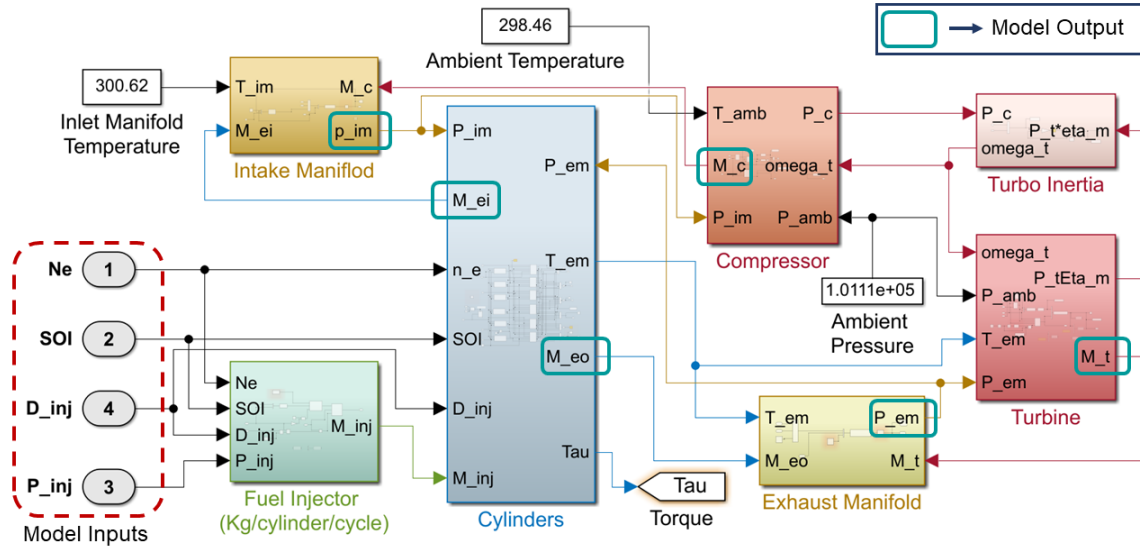 298.46
Ambient Temperature
Model Output
300.62
Inlet Manifold
Temperature
T_im
M_c
M_ei
p_im
Intake Maniflod
P_im
P_em
M_ei
n_e
T_em
SOI
M_eo
D_inj
Tau
M_inj
Cylinders
T_amb
P_c
M_c
omega_t
P_im
P_amb
Compressor
1.0111e+05
Ambient
Pressure
P_c
P_t*eta_m
omega_t
Turbo Inertia
omega_t
P_tEta_m
P_amb
T_em
M_t
P_em
Turbine
Ne
1
SOI
2
D_inj
4
P_inj
3
Model Inputs
Ne
SOI
M_inj
D_inj
P_inj
Fuel Injector
(Kg/cylinder/cycle)
Tau
Torque
T_em
P_em
M_eo
M_t
Exhaust Manifold